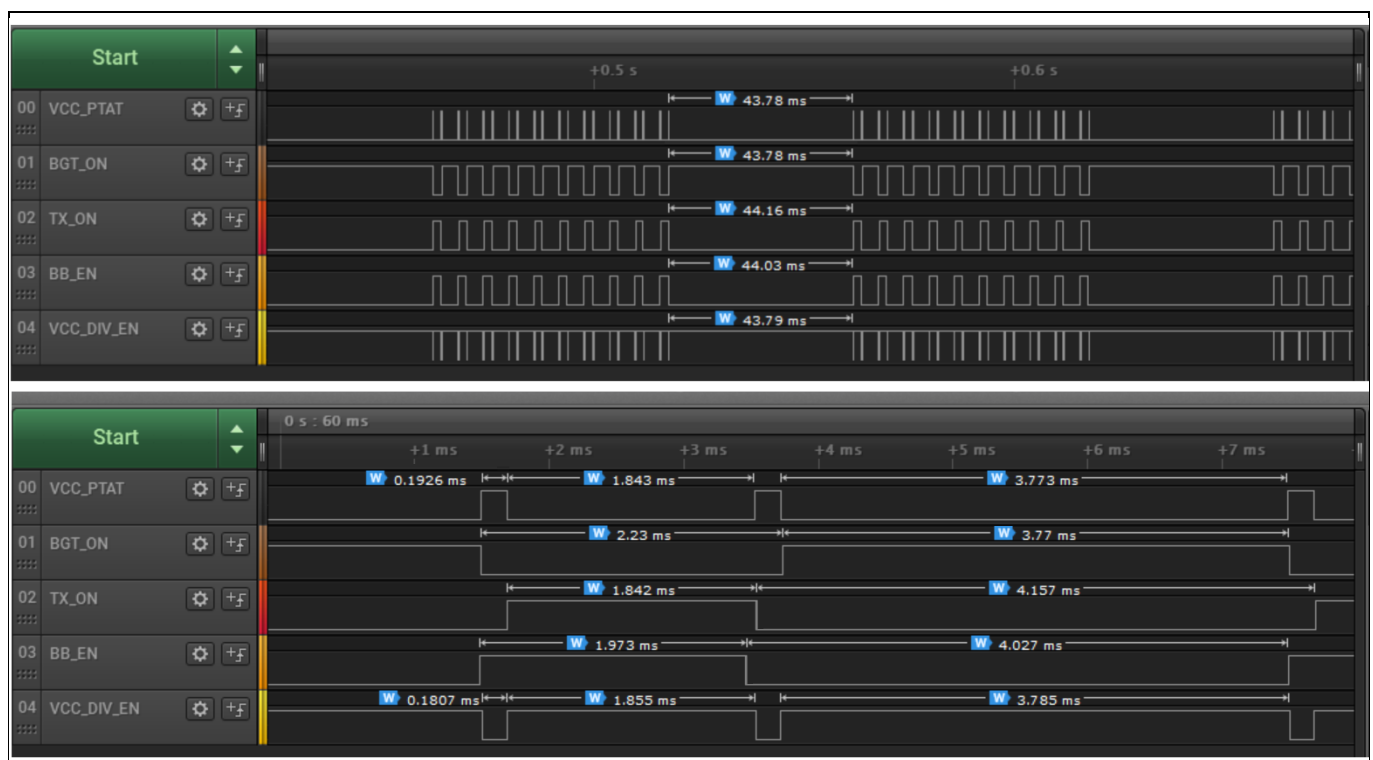 Start
+0.5 s +0.6 s
00 VCC_PTAT W 43.78 ms
01 BGT_ON W 43.78 ms
02 TX_ON W 44.16 ms
03 BB_EN W 44.03 ms
04 VCC_DIV_EN W 43.79 ms
0 s : 60 ms
Start
+1 ms +2 ms +3 ms +4 ms +5 ms +6 ms +7 ms
00 VCC_PTAT W 0.1926 ms W 1.843 ms W 3.773 ms
01 BGT_ON W 2.23 ms W 3.77 ms
02 TX_ON W 1.842 ms W 4.157 ms
03 BB_EN W 1.973 ms W 4.027 ms
04 VCC_DIV_EN W 0.1807 ms W 1.855 ms W 3.785 ms